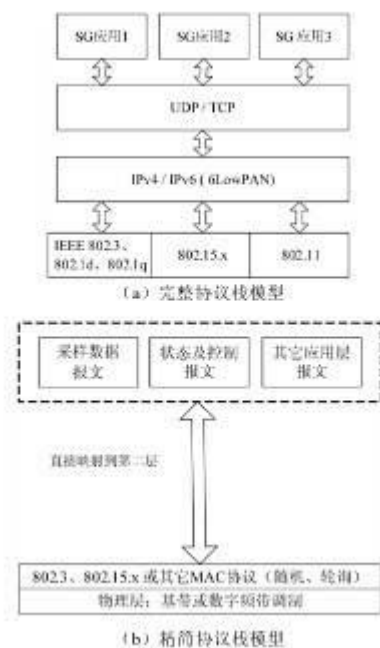 SG应用1
SG应用2
SG 应用3
UDP / TCP
IPv4 / IPv6 ( 6LowPAN)
IEEE 802.3、
802.1d、802.1q
802.15.x
802.11
（a）完整协议栈模型
采样数据
报文
状态及控制
报文
其它应用层
报文
直接映射到第二层
802.3、802.15.x 或其它MAC协议（随机、轮询）
物理层：基带或数字频带调制
（b）精简协议栈模型